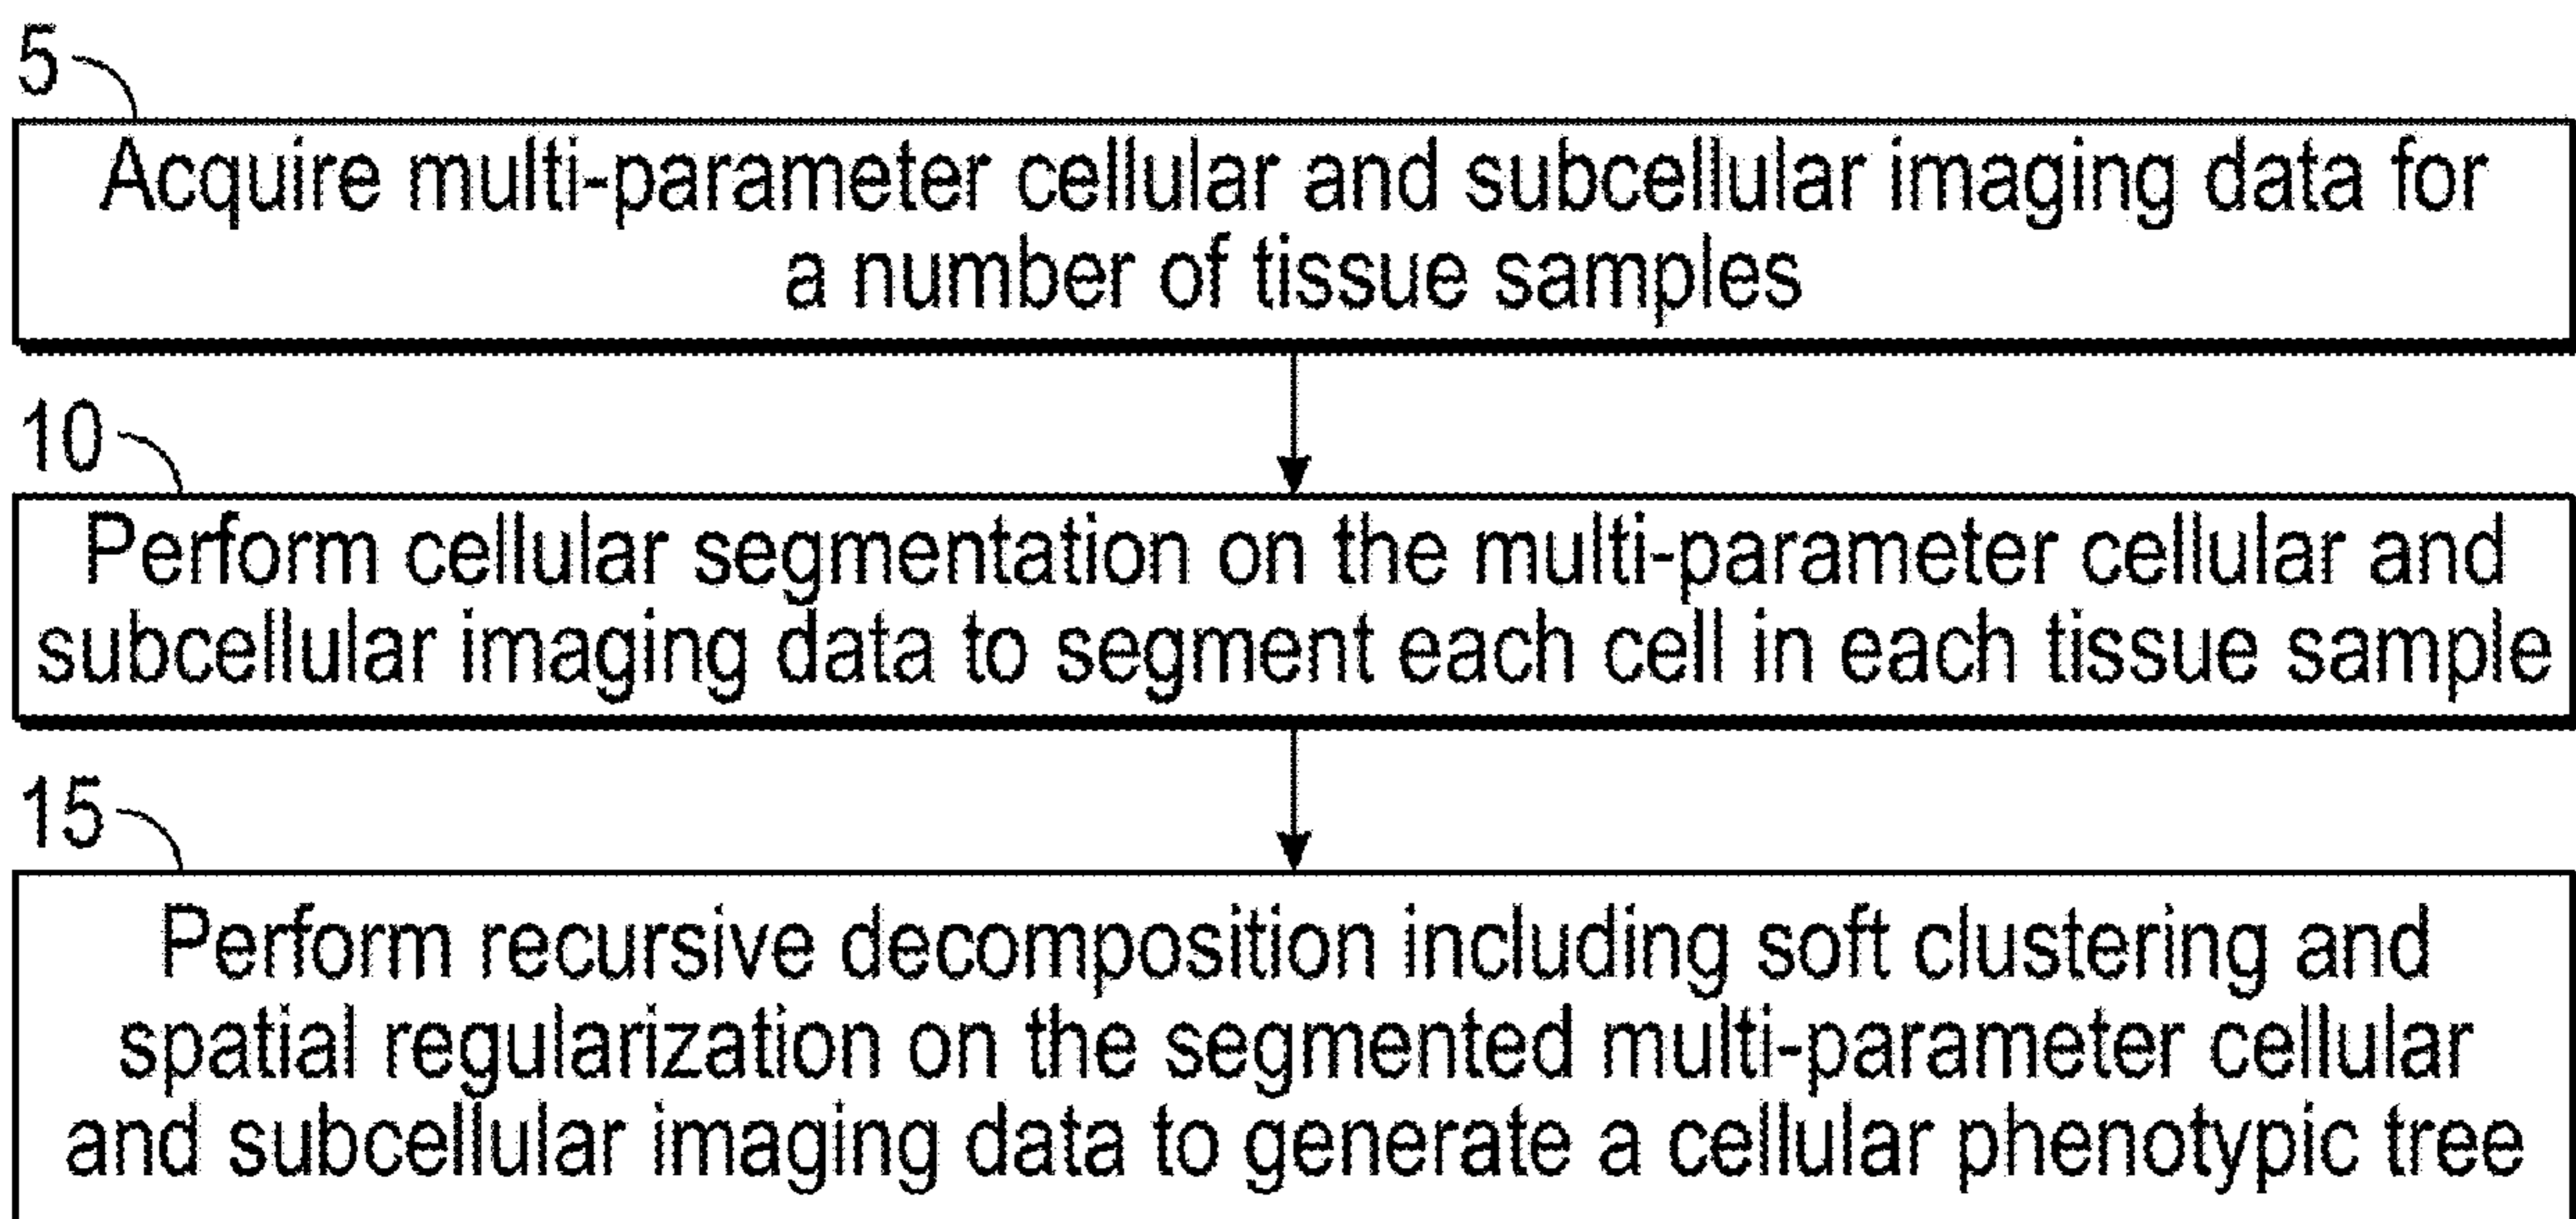 5
Acquire multi-parameter cellular and subcellular imaging data for
a number of tissue samples
10
Perform cellular segmentation on the multi-parameter cellular and
subcellular imaging data to segment each cell in each tissue sample
15
Perform recursive decomposition including soft clustering and
spatial regularization on the segmented multi-parameter cellular
and subcellular imaging data to generate a cellular phenotypic tree